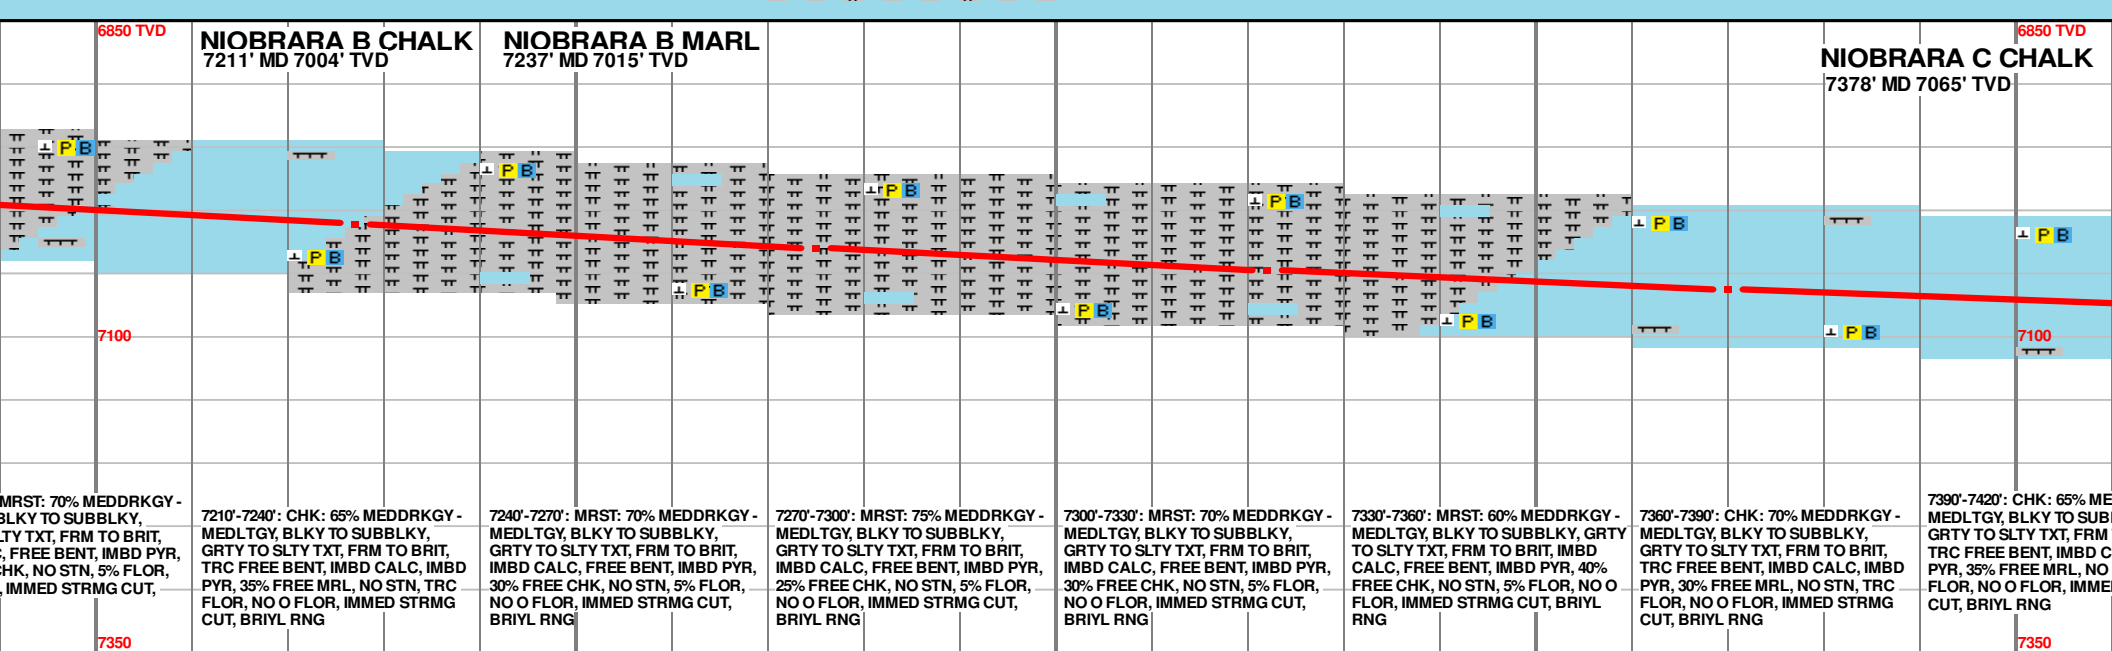 6850 TVD
NIOBRARA B CHALK
7211' MD 7004' TVD
NIOBRARA B MARL
7237' MD 7015' TVD
6850 TVD
NIOBRARA C CHALK
7378' MD 7065' TVD
P B
P B
P B
P B
P B
P B
P B
P B
P B
P B
P B
P B
7100
7100
MRST: 70% MEDDRKGY -
BLKY TO SUBBLKY,
LTY TXT, FRM TO BRIT,
, FREE BENT, IMBD PYR,
CHK, NO STN, 5% FLOR,
, IMMED STRMG CUT,
7210'-7240': CHK: 65% MEDDRKGY -
MEDLTGY, BLKY TO SUBBLKY,
GRTY TO SLTY TXT, FRM TO BRIT,
TRC FREE BENT, IMBD CALC, IMBD
PYR, 35% FREE MRL, NO STN, TRC
FLOR, NO O FLOR, IMMED STRMG
CUT, BRIYL RNG
7240'-7270': MRST: 70% MEDDRKGY -
MEDLTGY, BLKY TO SUBBLKY,
GRTY TO SLTY TXT, FRM TO BRIT,
IMBD CALC, FREE BENT, IMBD PYR,
30% FREE CHK, NO STN, 5% FLOR,
NO O FLOR, IMMED STRMG CUT,
BRIYL RNG
7270'-7300': MRST: 75% MEDDRKGY -
MEDLTGY, BLKY TO SUBBLKY,
GRTY TO SLTY TXT, FRM TO BRIT,
IMBD CALC, FREE BENT, IMBD PYR,
25% FREE CHK, NO STN, 5% FLOR,
NO O FLOR, IMMED STRMG CUT,
BRIYL RNG
7300'-7330': MRST: 70% MEDDRKGY -
MEDLTGY, BLKY TO SUBBLKY,
GRTY TO SLTY TXT, FRM TO BRIT,
IMBD CALC, FREE BENT, IMBD PYR,
30% FREE CHK, NO STN, 5% FLOR,
NO O FLOR, IMMED STRMG CUT,
BRIYL RNG
7330'-7360': MRST: 60% MEDDRKGY -
MEDLTGY, BLKY TO SUBBLKY, GRTY
TO SLTY TXT, FRM TO BRIT, IMBD
CALC, FREE BENT, IMBD PYR, 40%
FREE CHK, NO STN, 5% FLOR, NO O
FLOR, IMMED STRMG CUT, BRIYL
RNG
7360'-7390': CHK: 70% MEDDRKGY -
MEDLTGY, BLKY TO SUBBLKY,
GRTY TO SLTY TXT, FRM TO BRIT,
TRC FREE BENT, IMBD CALC, IMBD
PYR, 30% FREE MRL, NO STN, TRC
FLOR, NO O FLOR, IMMED STRMG
CUT, BRIYL RNG
7390'-7420': CHK: 65% ME
MEDLTGY, BLKY TO SUB
GRTY TO SLTY TXT, FRM
TRC FREE BENT, IMBD C
PYR, 35% FREE MRL, NO
FLOR, NO O FLOR, IMME
CUT, BRIYL RNG
7350
7350